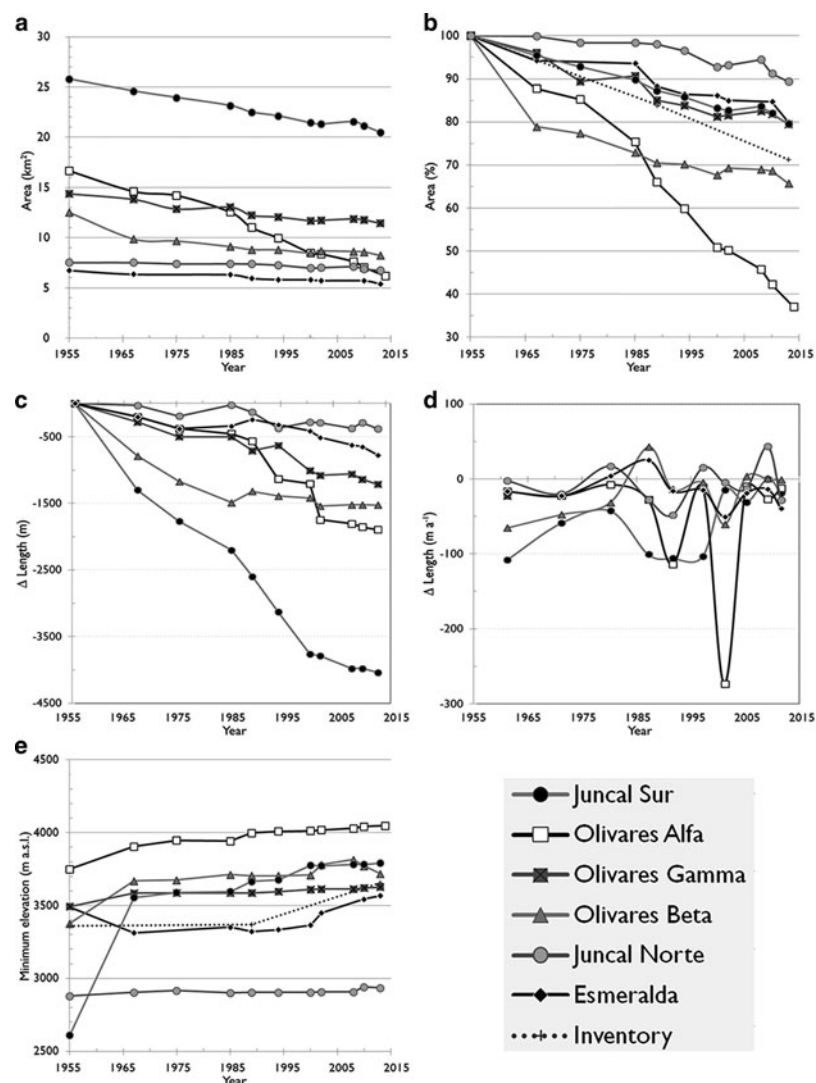 a
30
25
20
15
10
5
0
Area (km²)
1955 1965 1975 1985 1995 2005 2015
Year
b
100
90
80
70
60
50
40
30
Area (%)
1955 1965 1975 1985 1995 2005 2015
Year
c
-500
-1500
-2500
-3500
-4500
Δ Length (m)
1955 1965 1975 1985 1995 2005 2015
Year
d
100
0
-100
-200
-300
Δ Length (m a⁻¹)
1955 1965 1975 1985 1995 2005 2015
Year
e
4500
4000
3500
3000
2500
Minimum elevation (m a.s.l.)
1955 1965 1975 1985 1995 2005 2015
Year
Juncal Sur
Olivares Alfa
Olivares Gamma
Olivares Beta
Juncal Norte
Esmeralda
Inventory